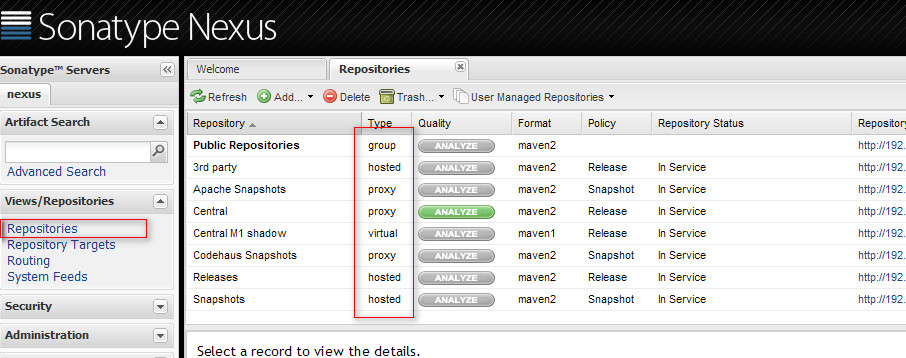 Sonatype Nexus
Sonatype™ Servers
nexus
Artifact Search
Advanced Search
Views/Repositories
Repositories
Repository Targets
Routing
System Feeds
Security
Administration
Welcome Repositories
Refresh Add... Delete Trash... User Managed Repositories
Repository Type Quality Format Policy Repository Status Repository
Public Repositories group ANALYZE maven2 http://192.
3rd party hosted ANALYZE maven2 Release In Service http://192.
Apache Snapshots proxy ANALYZE maven2 Snapshot In Service http://192.
Central proxy ANALYZE maven2 Release In Service http://192.
Central M1 shadow virtual ANALYZE maven1 Release In Service http://192.
Codehaus Snapshots proxy ANALYZE maven2 Snapshot In Service http://192.
Releases hosted ANALYZE maven2 Release In Service http://192.
Snapshots hosted ANALYZE maven2 Snapshot In Service http://192.
Select a record to view the details.